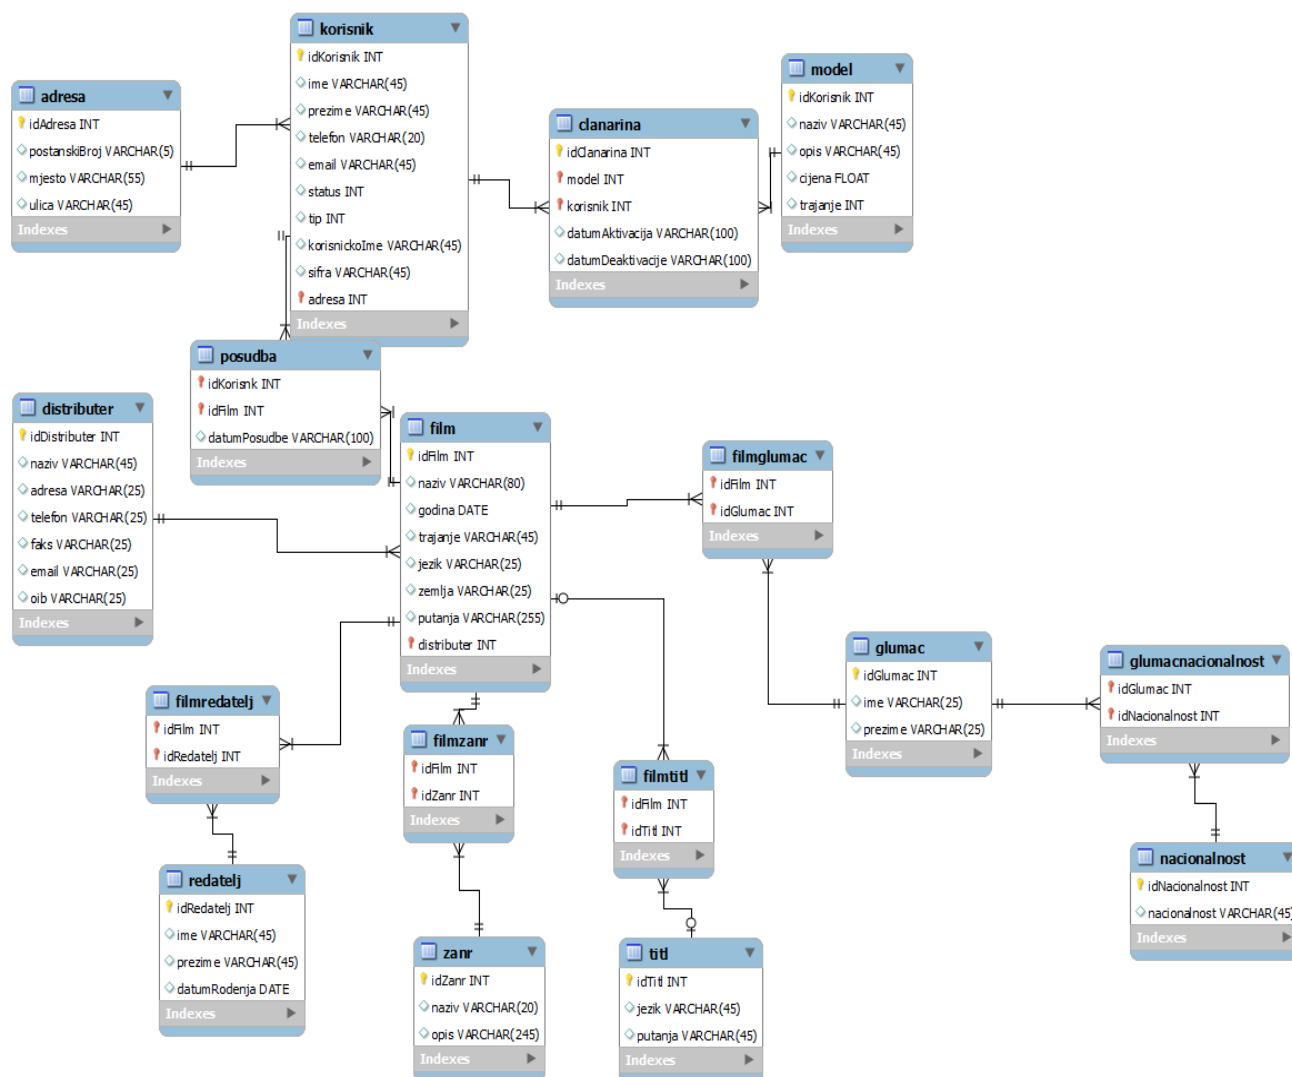 korisnik
idKorisnik INT
ime VARCHAR(45)
prezime VARCHAR(45)
telefon VARCHAR(20)
email VARCHAR(45)
status INT
tip INT
korisnickoIme VARCHAR(45)
sifra VARCHAR(45)
adresa INT
Indexes
adresa
idAdresa INT
postanskiBroj VARCHAR(5)
mjesto VARCHAR(55)
ulica VARCHAR(45)
Indexes
clanarina
idClanarina INT
model INT
korisnik INT
datumAktivacija VARCHAR(100)
datumDeaktivacije VARCHAR(100)
Indexes
model
idKorisnik INT
naziv VARCHAR(45)
opis VARCHAR(45)
cijena FLOAT
trajanje INT
Indexes
posudba
idKorisnk INT
idFilm INT
datumPosudbe VARCHAR(100)
Indexes
distributer
idDistributer INT
naziv VARCHAR(45)
adresa VARCHAR(25)
telefon VARCHAR(25)
faks VARCHAR(25)
email VARCHAR(25)
oib VARCHAR(25)
Indexes
film
idFilm INT
naziv VARCHAR(80)
godina DATE
trajanje VARCHAR(45)
jezik VARCHAR(25)
zemlja VARCHAR(25)
putanja VARCHAR(255)
distributer INT
Indexes
filmglumac
idFilm INT
idGlumac INT
Indexes
glumac
idGlumac INT
ime VARCHAR(25)
prezime VARCHAR(25)
Indexes
glumacnacionalnost
idGlumac INT
idNacionalnost INT
Indexes
filmredatelj
idFilm INT
idRedatelj INT
Indexes
filmzanr
idFilm INT
idZanr INT
Indexes
filmtitl
idFilm INT
idTitl INT
Indexes
nacionalnost
idNacionalnost INT
nacionalnost VARCHAR(45)
Indexes
redatelj
idRedatelj INT
ime VARCHAR(45)
prezime VARCHAR(45)
datumRodenja DATE
Indexes
zanr
idZanr INT
naziv VARCHAR(20)
opis VARCHAR(245)
Indexes
titl
idTitl INT
jezik VARCHAR(45)
putanja VARCHAR(45)
Indexes